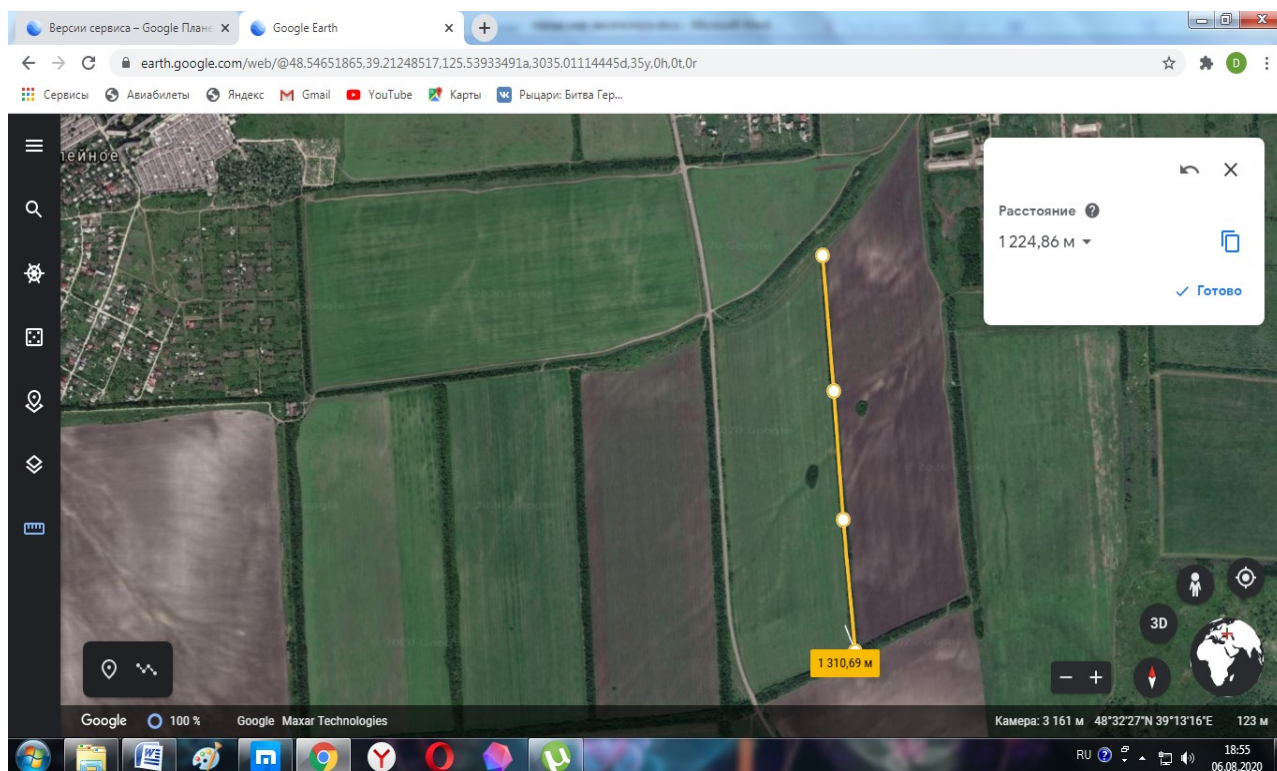 Версии сервиса – Google Плане
Google Earth
earth.google.com/web/@48.54651865,39.21248517,125.53933491a,3035.01114445d,35y,0h,0t,0r
D
Сервисы Авиабилеты Яндекс Gmail YouTube Карты Рыцари: Битва Гер...
лейное
Расстояние
1 224,86 м
Готово
1 310,69 м
3D
Google 100 % Google Maxar Technologies Камера: 3 161 м 48°32'27"N 39°13'16"E 123 м
RU 18:55
06.08.2020